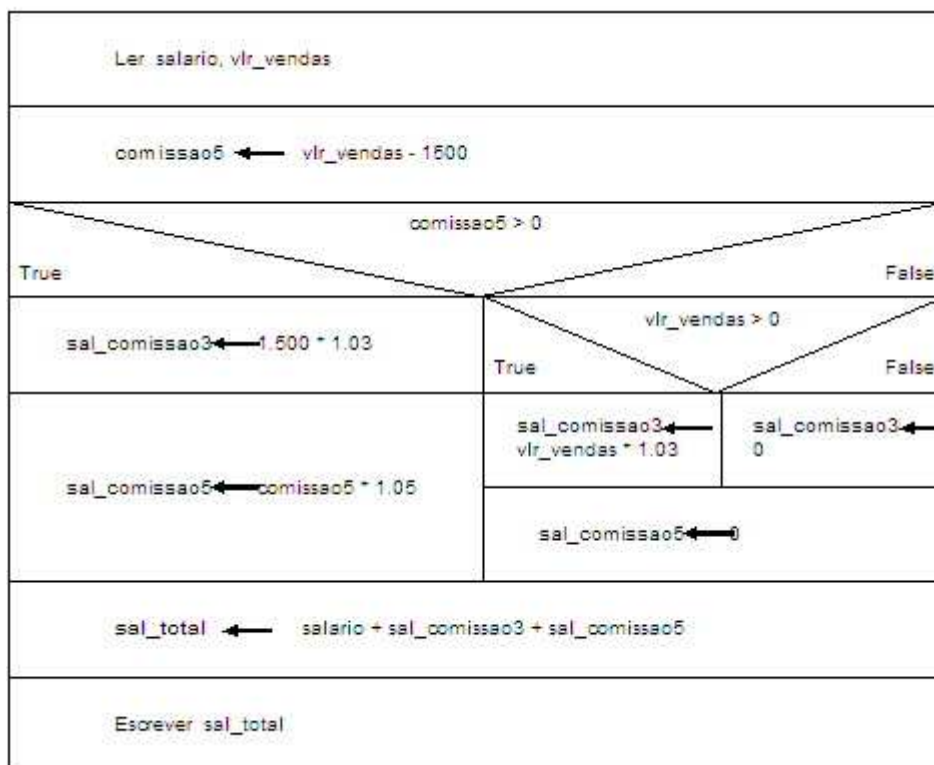 Ler salario, vlr_vendas
comissao5 vlr_vendas - 1500
comissao5 > 0
True False
sal_comissao3 1.500 * 1.03
vlr_vendas > 0
True False
sal_comissao3
vlr_vendas * 1.03
sal_comissao3
0
sal_comissao5 comissao5 * 1.05
sal_comissao5 0
sal_total salario + sal_comissao3 + sal_comissao5
Escrever sal_total